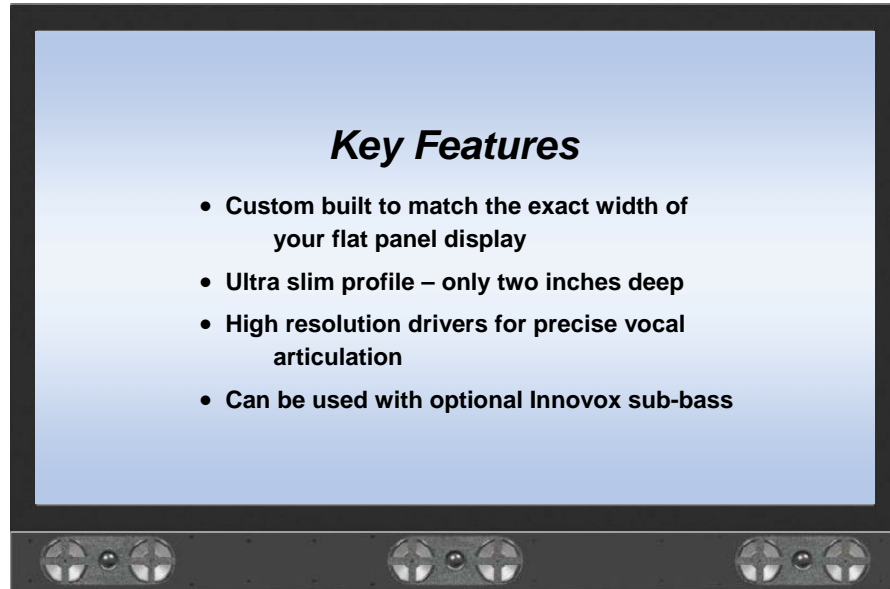 Key Features
• Custom built to match the exact width of
your flat panel display
• Ultra slim profile – only two inches deep
• High resolution drivers for precise vocal
articulation
• Can be used with optional Innovox sub-bass